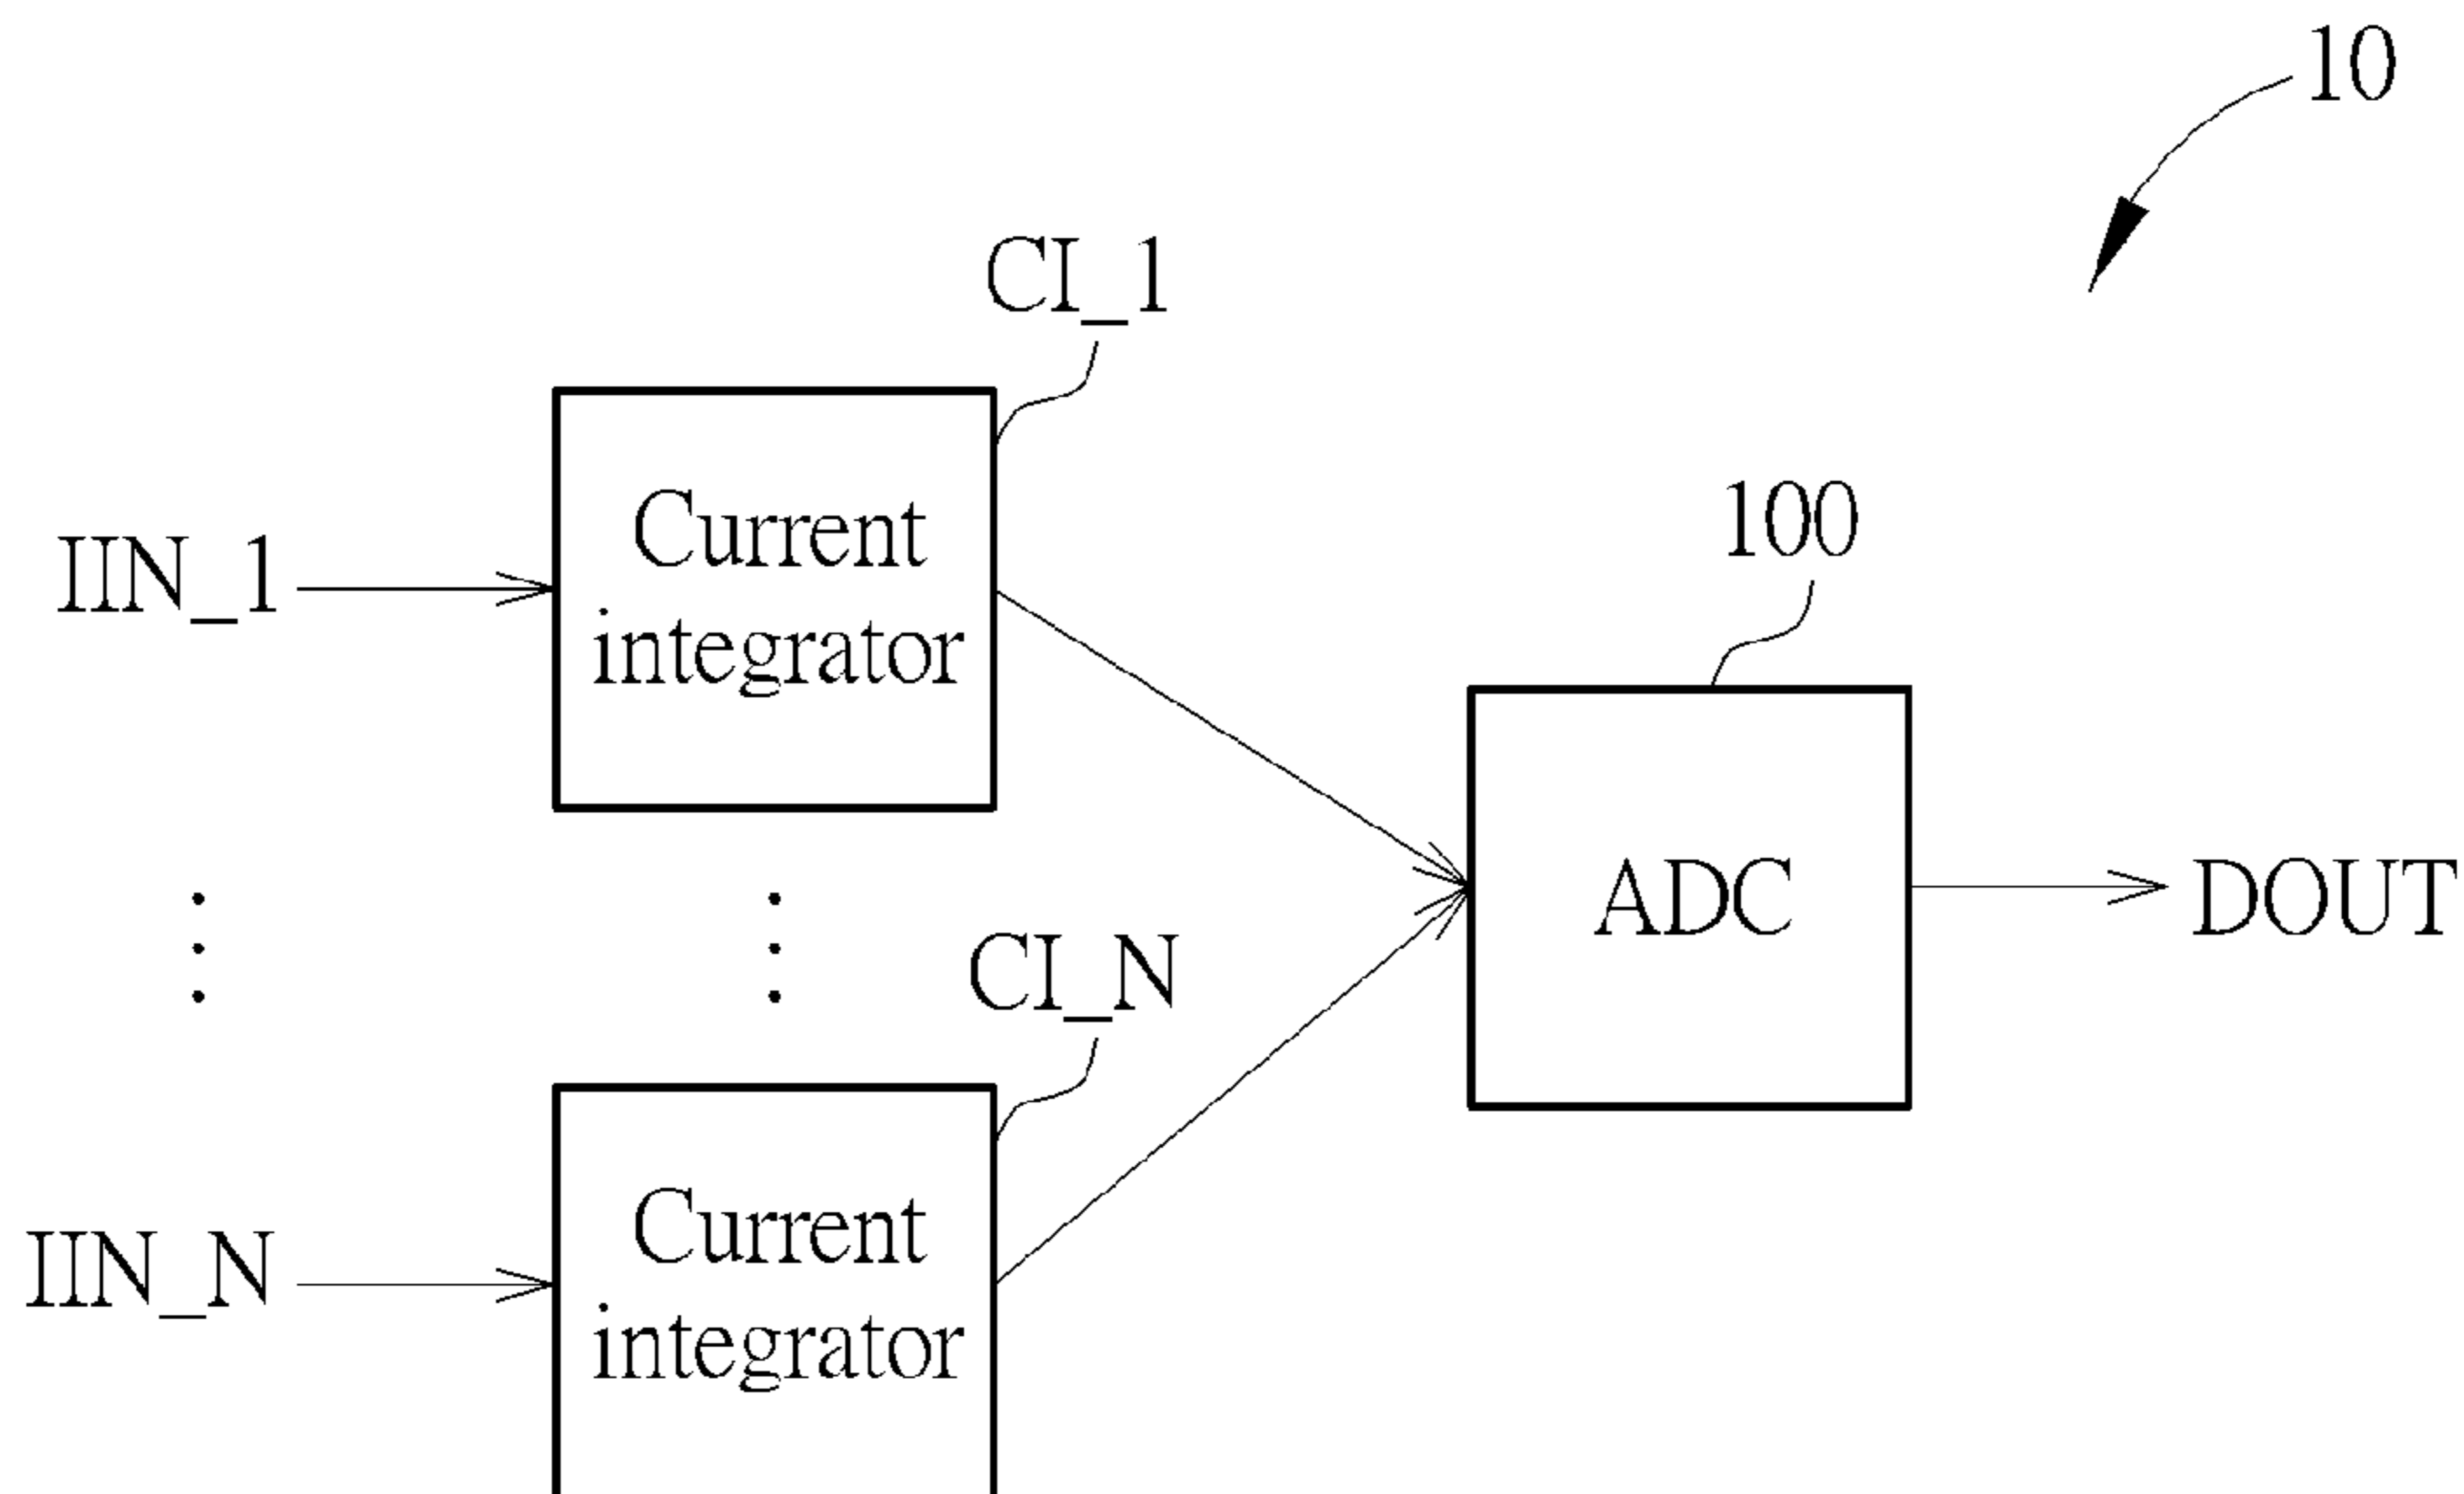 10
CI_1
Current
integrator
IIN_1
100
ADC
DOUT
CI_N
Current
integrator
IIN_N